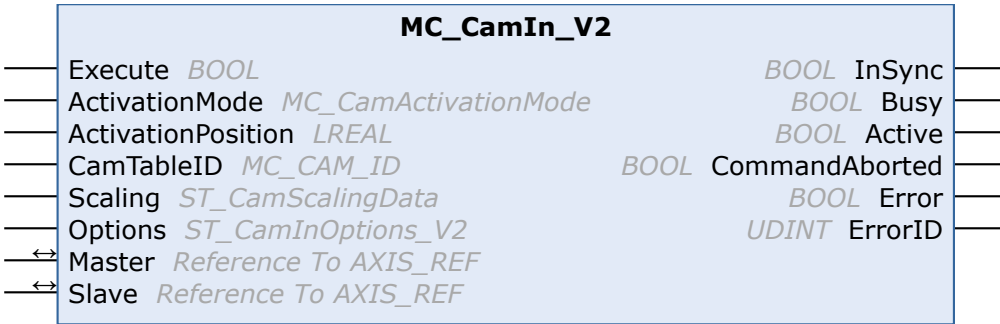 MC_CamIn_V2
Execute BOOL BOOL InSync
ActivationMode MC_CamActivationMode BOOL Busy
ActivationPosition LREAL BOOL Active
CamTableID MC_CAM_ID BOOL CommandAborted
Scaling ST_CamScalingData BOOL Error
Options ST_CamInOptions_V2 UDINT ErrorID
↔ Master Reference To AXIS_REF
↔ Slave Reference To AXIS_REF